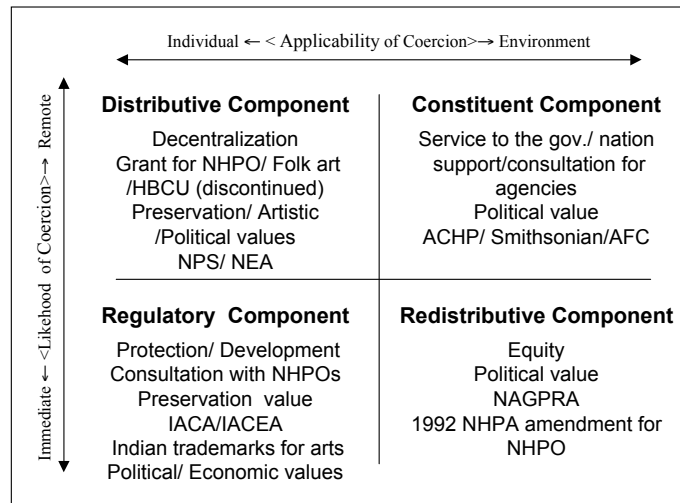 Individual ←‑ < Applicability of Coercion>‑→ Environment
Immediate ←‑ <Likehood of Coercion>‑→ Remote
Distributive Component
Decentralization
Grant for NHPO/ Folk art
/HBCU (discontinued)
Preservation/ Artistic
/Political values
NPS/ NEA
Constituent Component
Service to the gov./ nation
support/consultation for
agencies
Political value
ACHP/ Smithsonian/AFC
Regulatory Component
Protection/ Development
Consultation with NHPOs
Preservation value
IACA/IACEA
Indian trademarks for arts
Political/ Economic values
Redistributive Component
Equity
Political value
NAGPRA
1992 NHPA amendment for
NHPO